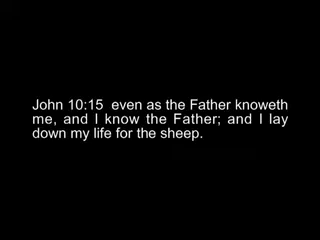 John 10:15  even as the Father knoweth
me, and I know the Father; and I lay
down my life for the sheep.